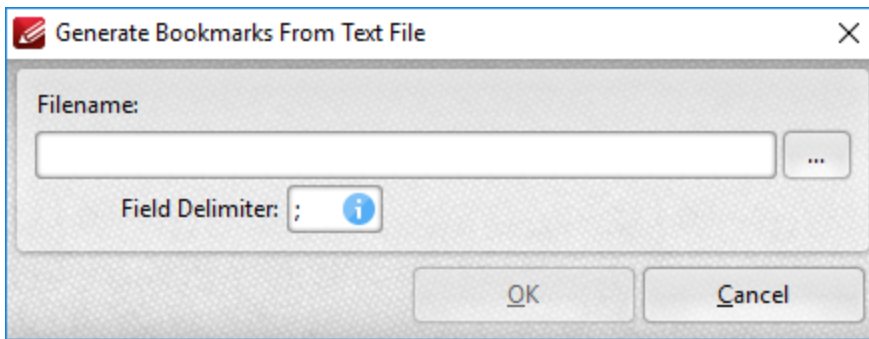 Generate Bookmarks From Text File
Filename:
...
Field Delimiter: ; i
OK Cancel